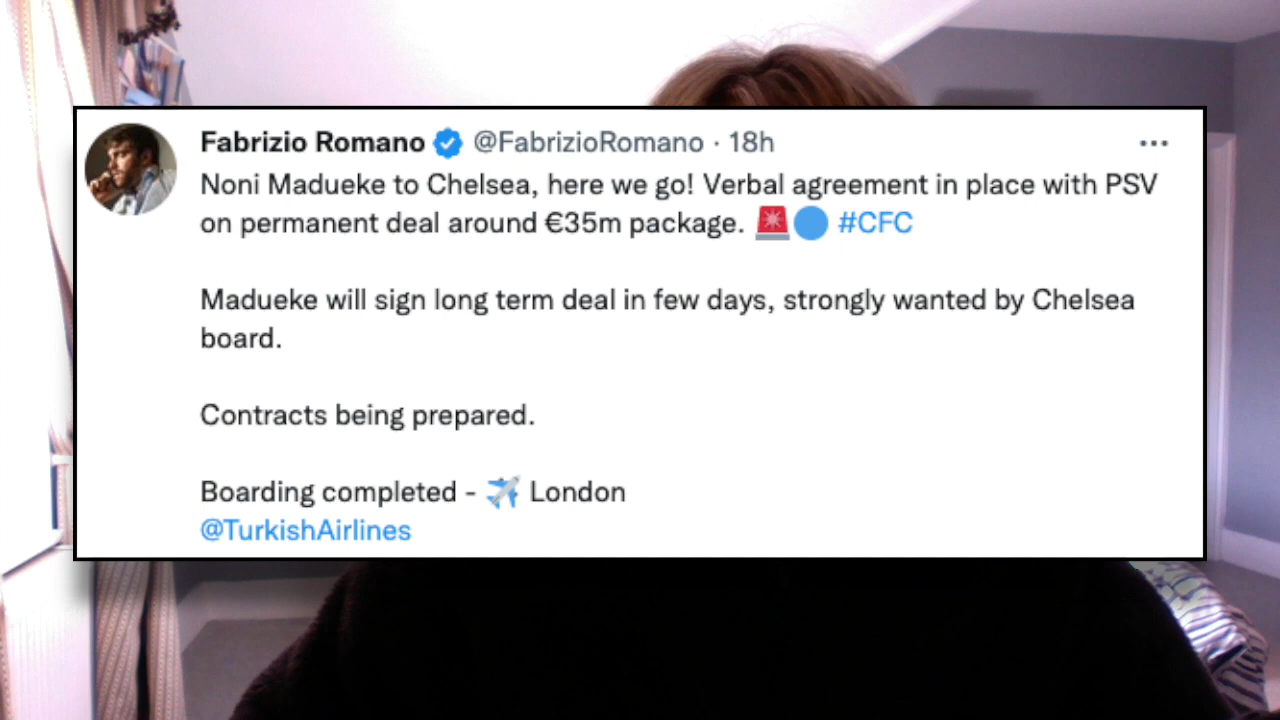 Fabrizio Romano @FabrizioRomano · 18h
Noni Madueke to Chelsea, here we go! Verbal agreement in place with PSV
on permanent deal around €35m package. 🚨🔵 #CFC
Madueke will sign long term deal in few days, strongly wanted by Chelsea
board.
Contracts being prepared.
Boarding completed - ✈️ London
@TurkishAirlines